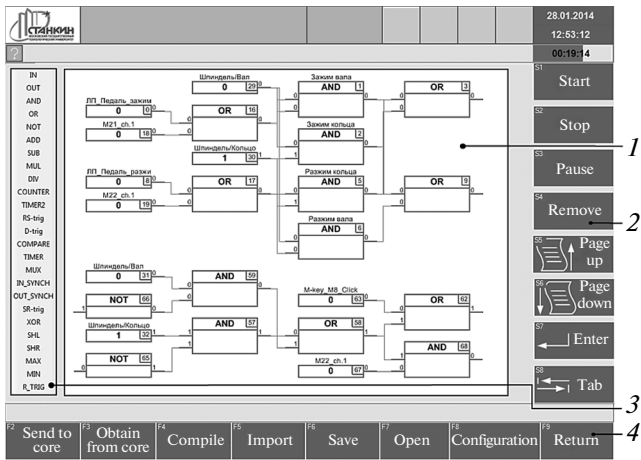 СТАНКИН
МОСКОВСКИЙ ГОСУДАРСТВЕННЫЙ
ТЕХНОЛОГИЧЕСКИЙ УНИВЕРСИТЕТ
28.01.2014
12:53:12
00:19:14
?
IN
OUT
AND
OR
NOT
ADD
SUB
MUL
DIV
COUNTER
TIMER2
RS-trig
D-trig
COMPARE
TIMER
MUX
IN_SYNCH
OUT_SYNCH
SR-trig
XOR
SHL
SHR
MAX
MIN
R_TRIG
Шпиндель/Вал
0 29
Зажим вала
AND 1
OR 3
ЛП_Педаль_зажим
0 0
OR 16
M21_ch.1
0 18
Зажим кольца
AND 2
Шпиндель/Кольцо
1 30
ЛП_Педаль_разжи
0 8
OR 17
Разжим кольца
AND 5
OR 9
M22_ch.1
0 19
Разжим вала
AND 6
Шпиндель/Вал
0 31
AND 59
NOT 66
M-key_M8_Click
0 63
OR 62
Шпиндель/Кольцо
1 32
AND 57
OR 58
AND 68
NOT 65
M22_ch.1
0 67
S1 Start
S2 Stop
S3 Pause
S4 Remove
S5 Page up
S6 Page down
S7 Enter
S8 Tab
1
2
3
4
F2 Send to core
F3 Obtain from core
F4 Compile
F5 Import
F6 Save
F7 Open
F8 Configuration
F9 Return